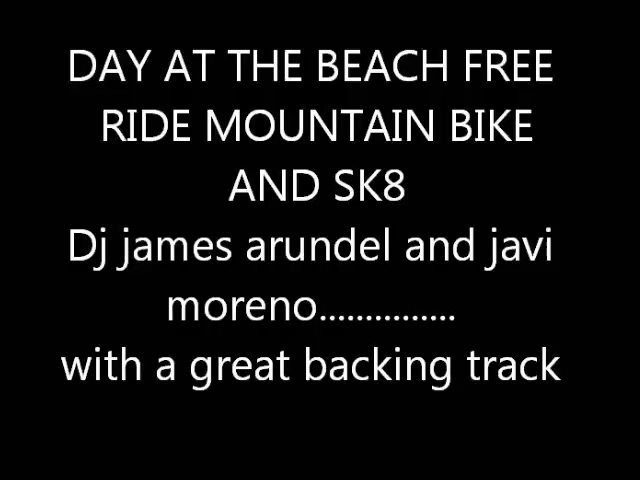 DAY AT THE BEACH FREE
RIDE MOUNTAIN BIKE
AND SK8
Dj james arundel and javi
moreno...............
with a great backing track